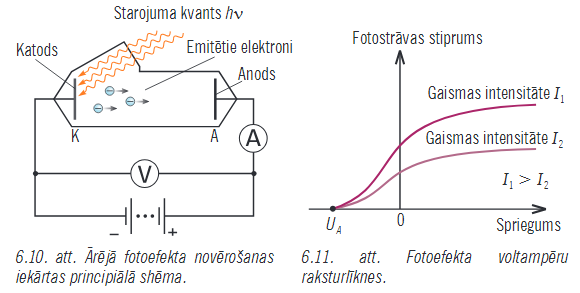 Starojuma kvants hν
Katods
Emitētie elektroni
Anods
K
A
A
V
–
+
6.10. att. Ārējā fotoefekta novērošanas
iekārtas principiālā shēma.
Fotostrāvas stiprums
Gaismas intensitāte I₁
Gaismas intensitāte I₂
I₁ > I₂
U_A
0
Spriegums
6.11. att. Fotoefekta voltampēru
raksturlīknes.